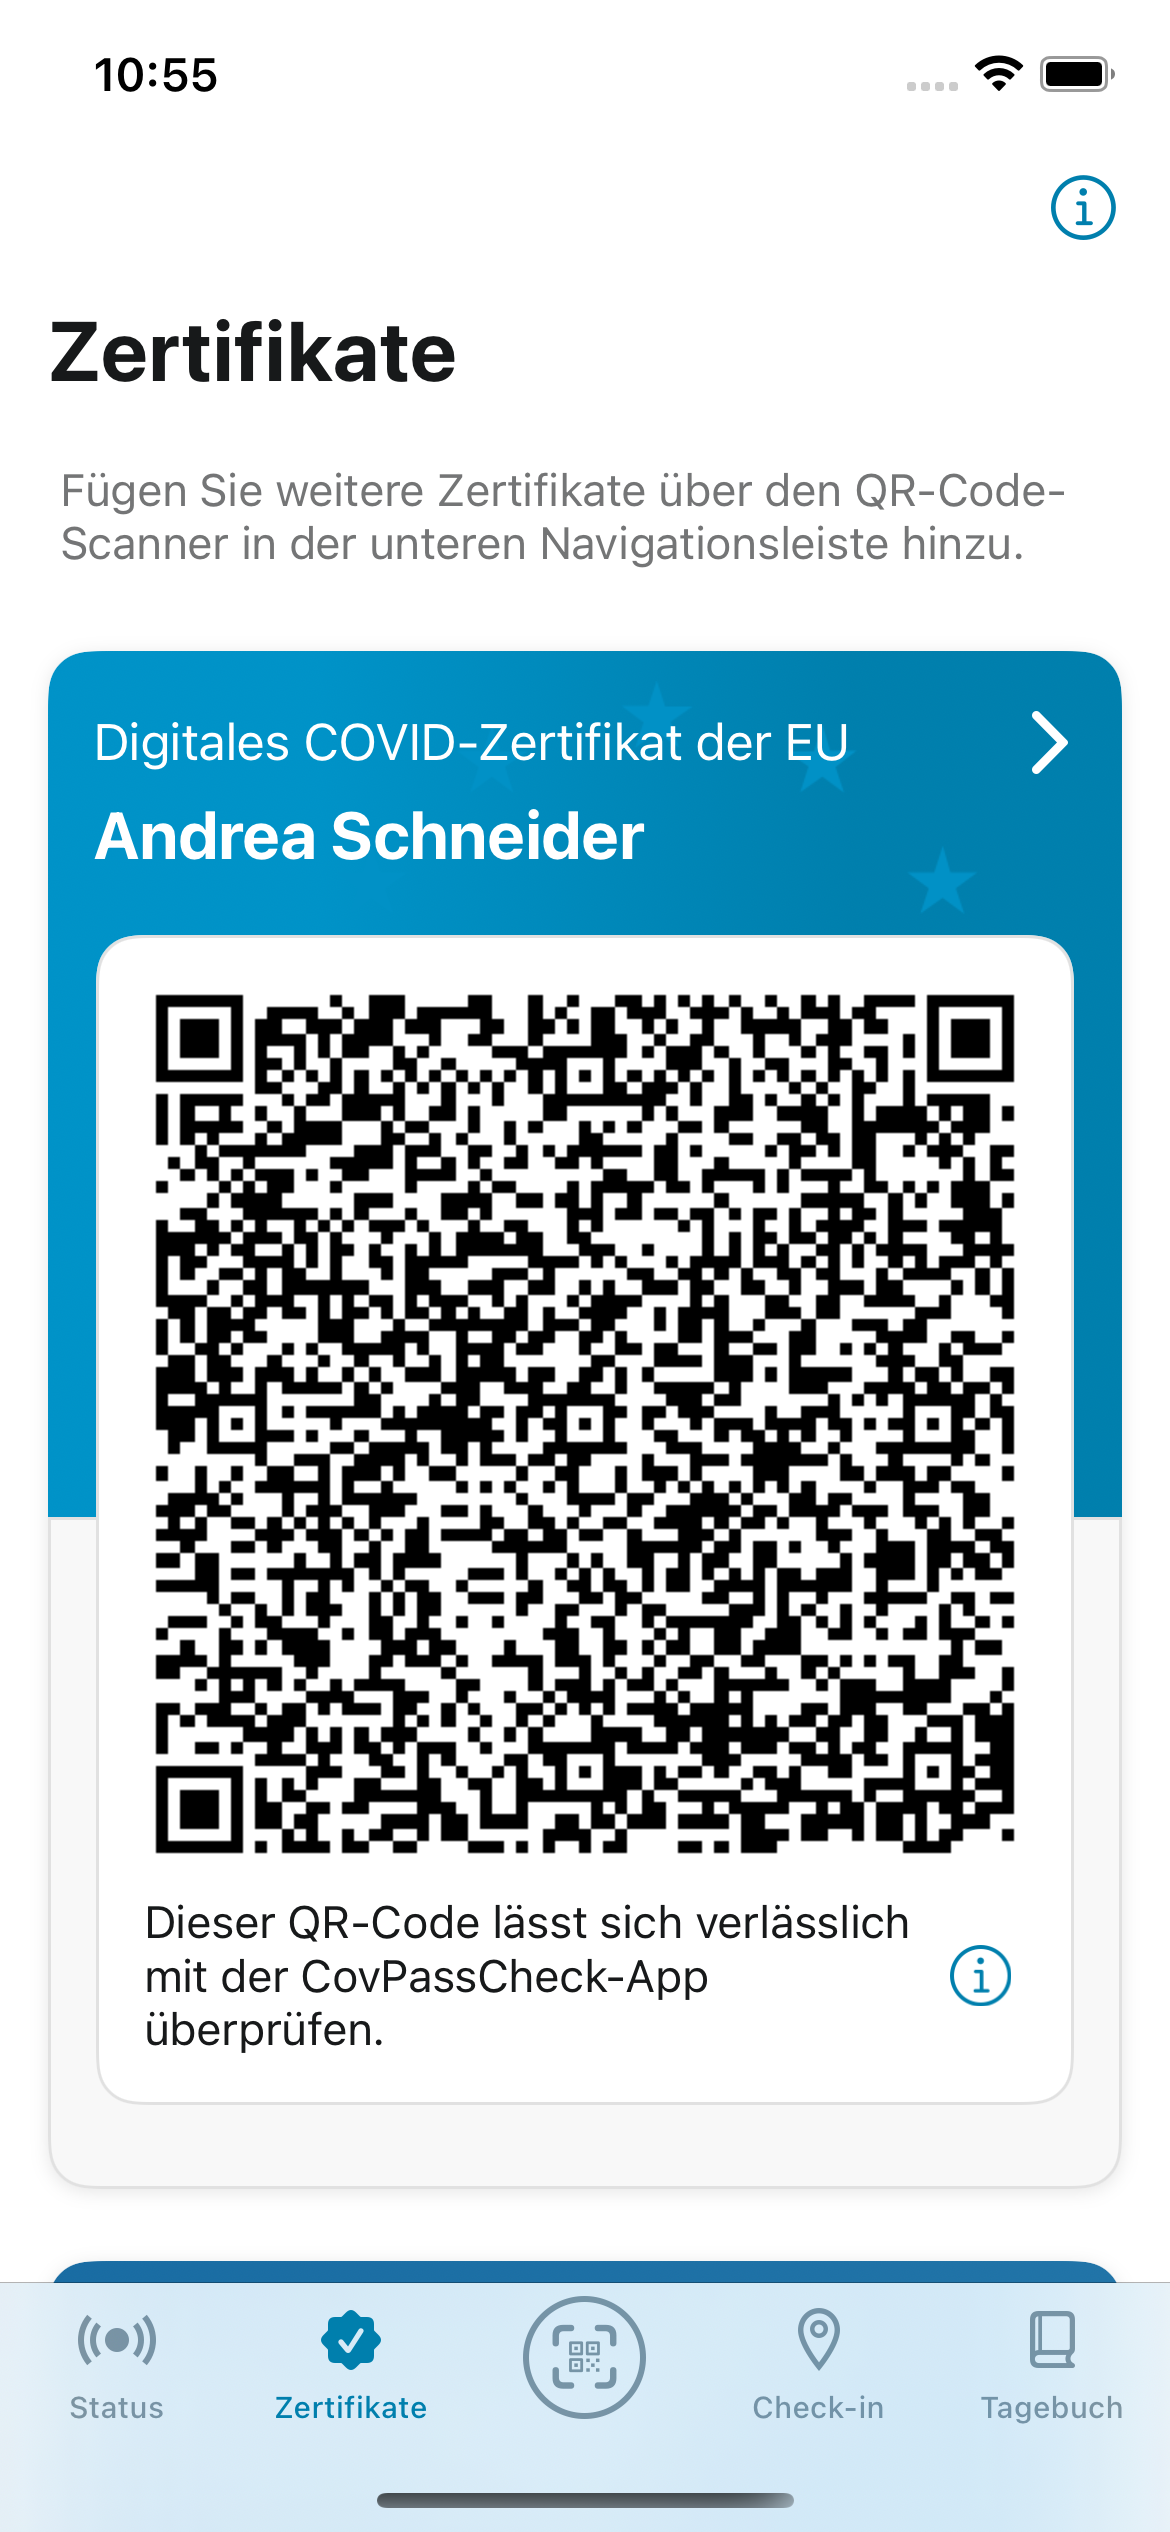 10:55
Zertifikate
Fügen Sie weitere Zertifikate über den QR-Code-
Scanner in der unteren Navigationsleiste hinzu.
Digitales COVID-Zertifikat der EU
Andrea Schneider
Dieser QR-Code lässt sich verlässlich
mit der CovPassCheck-App
überprüfen.
Status
Zertifikate
Check-in
Tagebuch